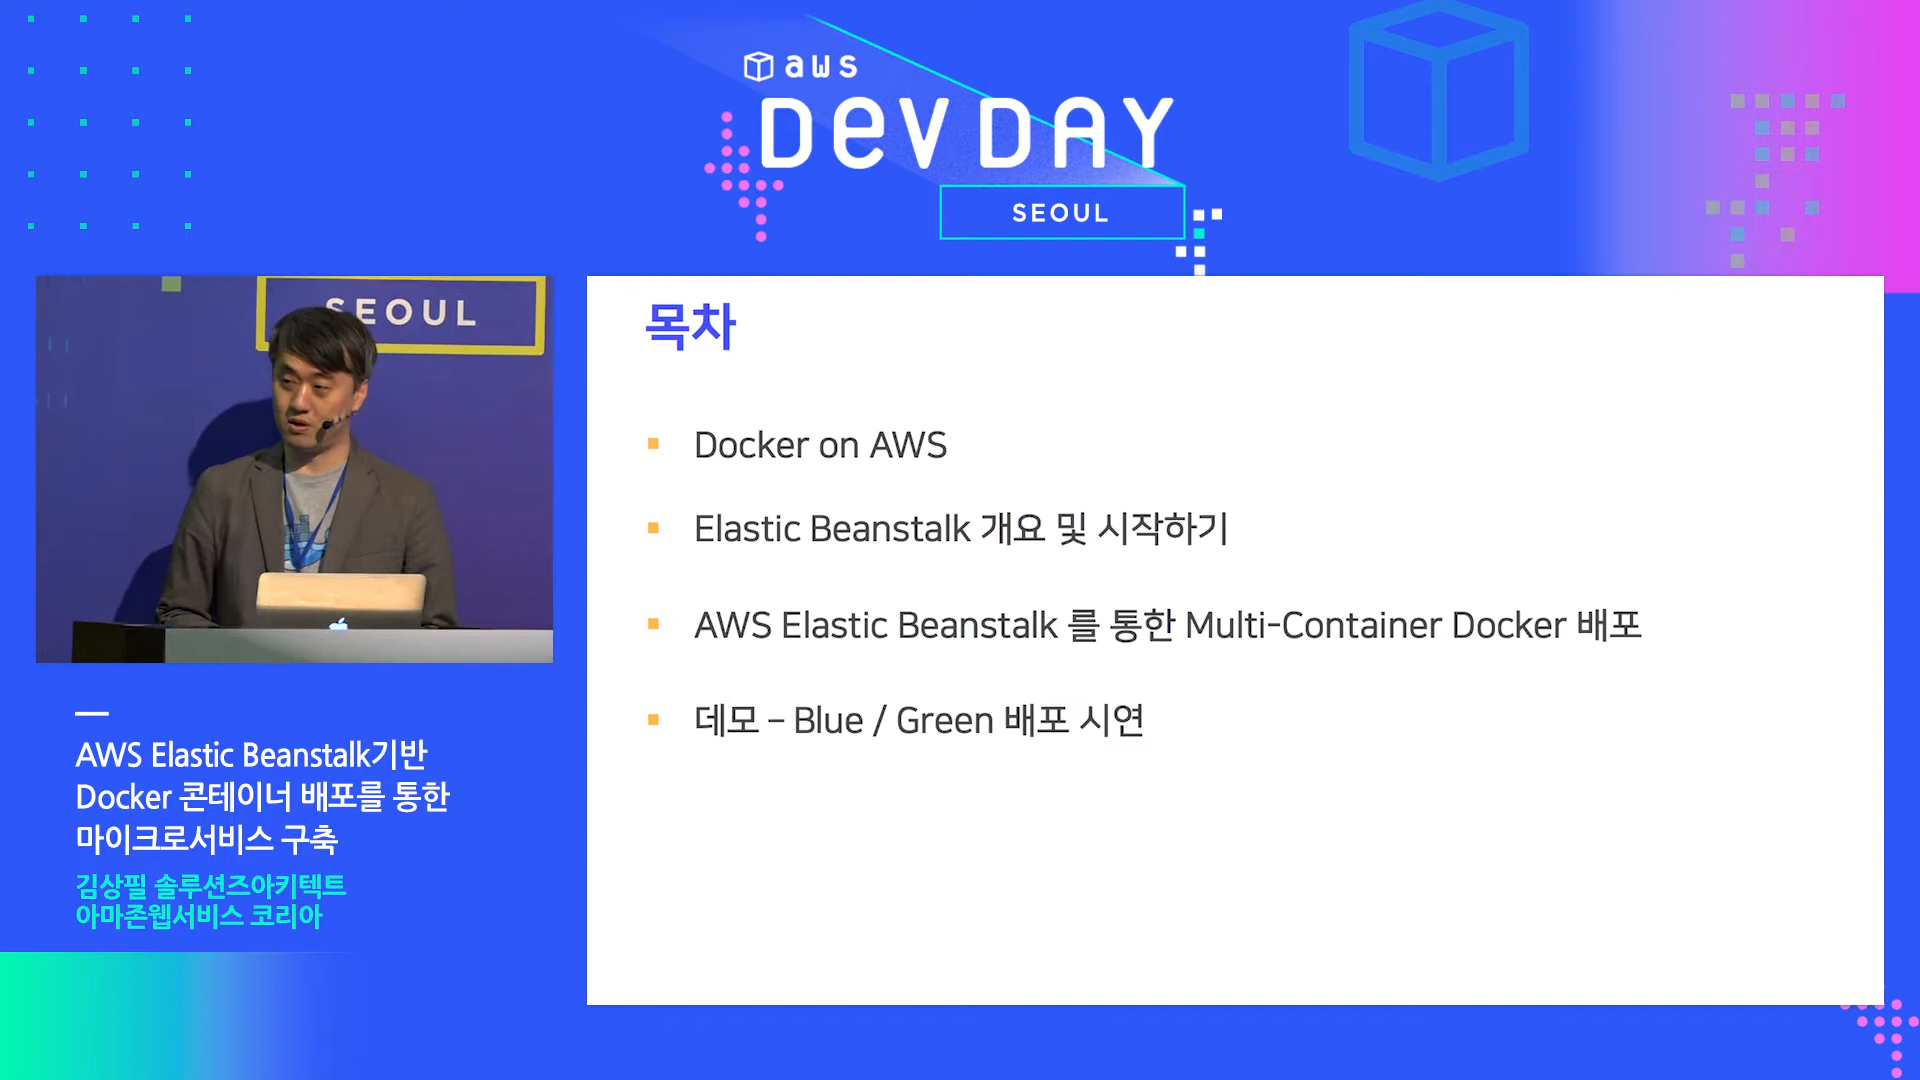 aws
DEV DAY
SEOUL
SEOUL
목차
Docker on AWS
Elastic Beanstalk 개요 및 시작하기
AWS Elastic Beanstalk 를 통한 Multi-Container Docker 배포
데모 – Blue / Green 배포 시연
AWS Elastic Beanstalk기반
Docker 콘테이너 배포를 통한
마이크로서비스 구축
김상필 솔루션즈아키텍트
아마존웹서비스 코리아